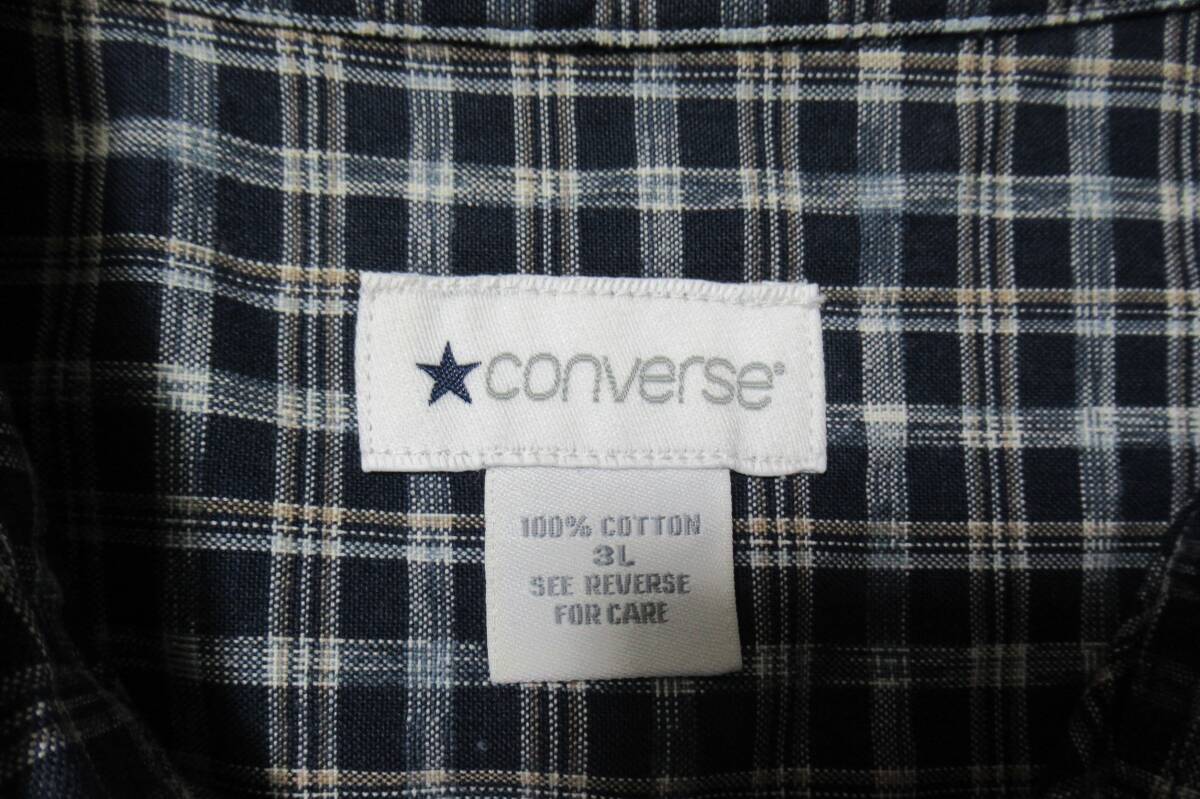 converse®
100% COTTON
3L
SEE REVERSE
FOR CARE